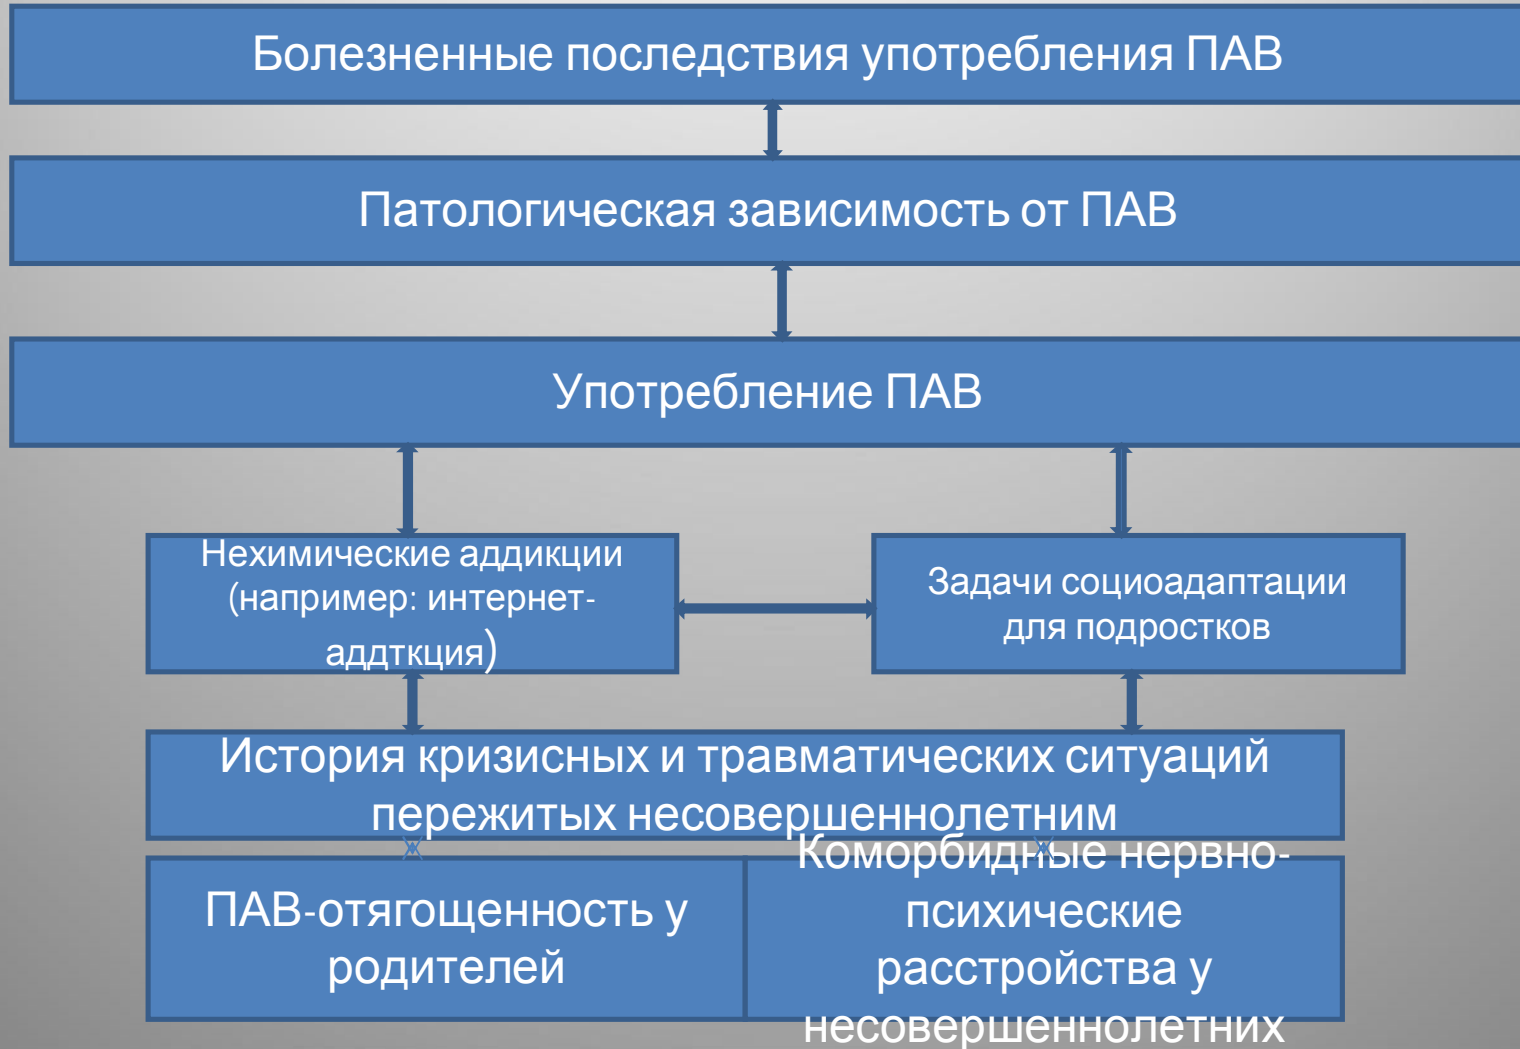 Болезненные последствия употребления ПАВ
Патологическая зависимость от ПАВ
Употребление ПАВ
Нехимические аддикции
(например: интернет-
аддткция)
Задачи социоадаптации
для подростков
История кризисных и травматических ситуаций
пережитых несовершеннолетним
ПАВ-отягощенность у
родителей
Коморбидные нервно-
психические
расстройства у
несовершеннолетних